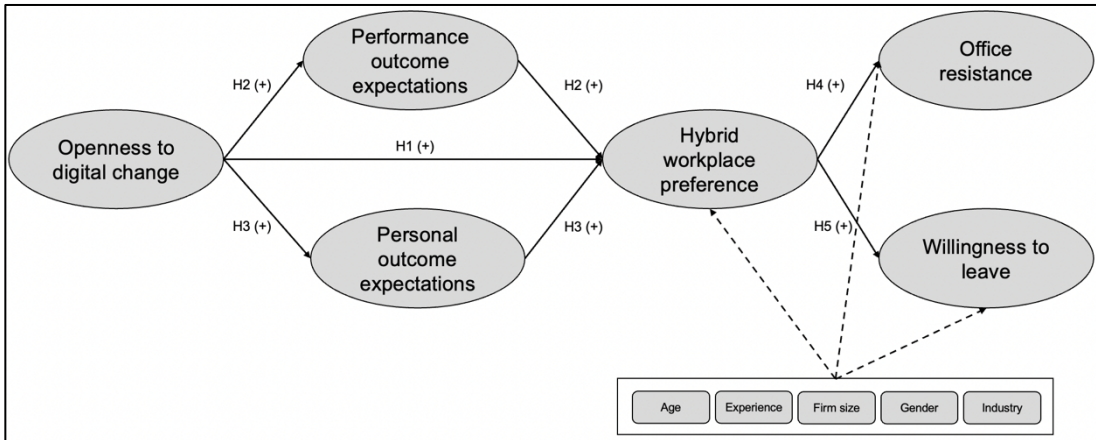 Performance
outcome
expectations
Office
resistance
H2 (+)
H2 (+)
H4 (+)
Openness to
digital change
H1 (+)
Hybrid
workplace
preference
H3 (+)
H3 (+)
H5 (+)
Personal
outcome
expectations
Willingness to
leave
Age
Experience
Firm size
Gender
Industry